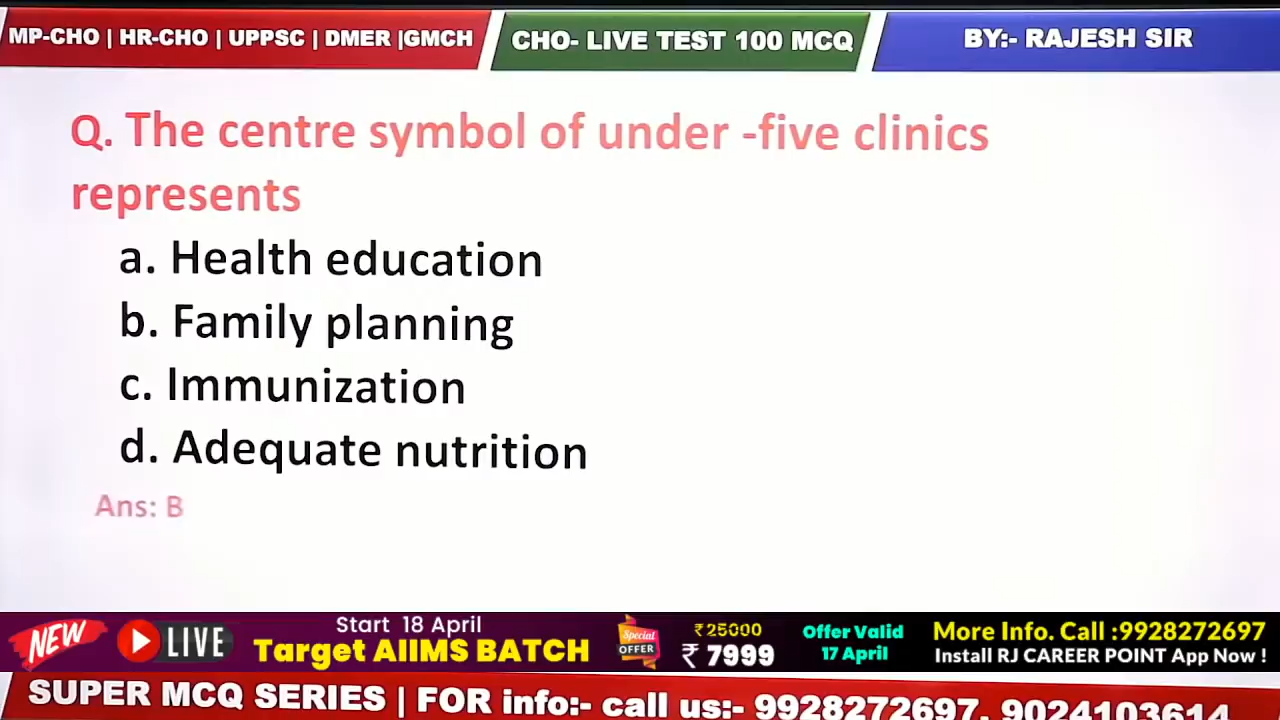 MP-CHO | HR-CHO | UPPSC | DMER |GMCH
CHO- LIVE TEST 100 MCQ
BY:- RAJESH SIR
Q. The centre symbol of under -five clinics
represents
a. Health education
b. Family planning
c. Immunization
d. Adequate nutrition
Ans: B
NEW
LIVE
Start 18 April
Target AIIMS BATCH
Special
OFFER
₹ 25000
₹ 7999
Offer Valid
17 April
More Info. Call :9928272697
Install RJ CAREER POINT App Now !
SUPER MCQ SERIES | FOR info:- call us:- 9928272697, 9024103614